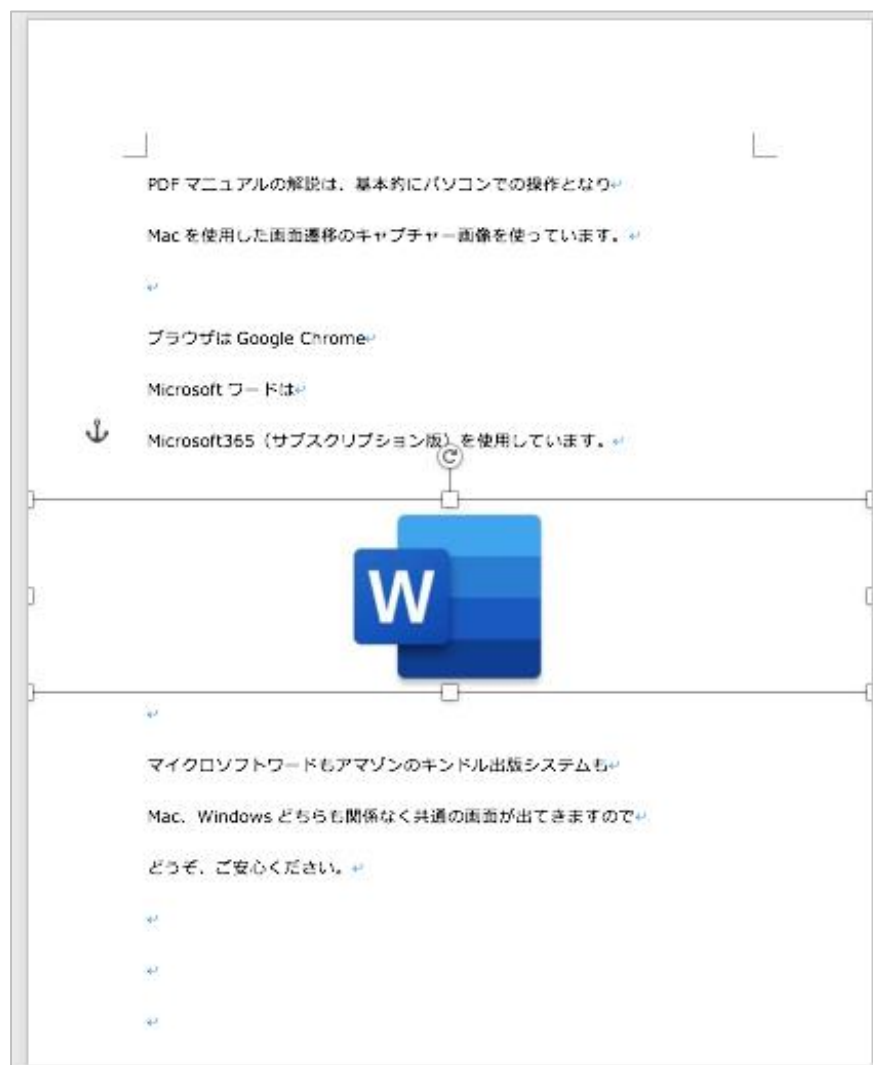 PDF マニュアルの解説は、基本的にパソコンでの操作となり
Mac を使用した画面遷移のキャプチャー画像を使っています。
ブラウザは Google Chrome
Microsoft ワードは
Microsoft365（サブスクリプション版）を使用しています。
W
マイクロソフトワードもアマゾンのキンドル出版システムも
Mac、Windows どちらも関係なく共通の画面が出てきますので
どうぞ、ご安心ください。